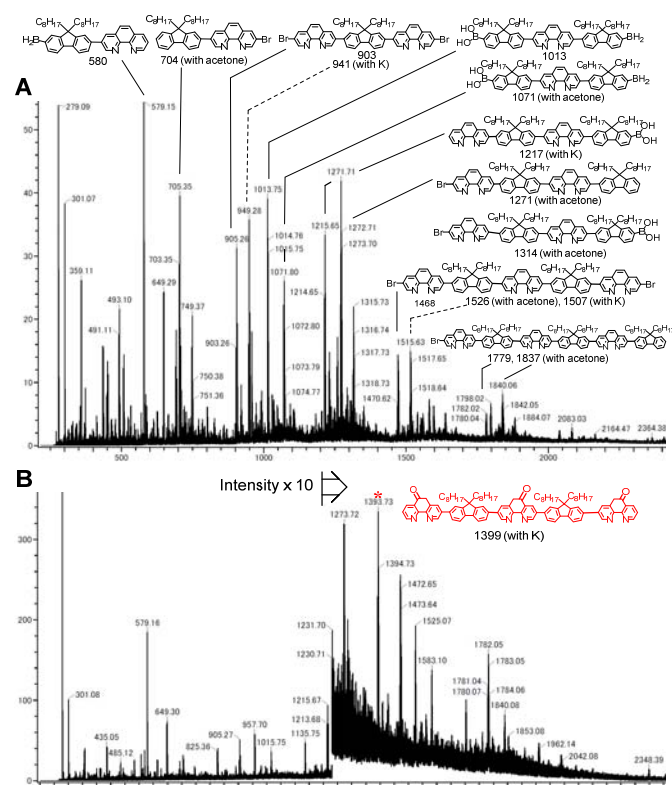 C8H17 C8H17
C8H17 C8H17
C8H17 C8H17
C8H17 C8H17
H2B
Br
Br
Br
HO
HO
B
BH2
580
704 (with acetone)
903
941 (with K)
1013
C8H17 C8H17
C8H17 C8H17
HO
B
HO
BH2
1071 (with acetone)
C8H17 C8H17
C8H17 C8H17
B
OH
OH
1217 (with K)
C8H17 C8H17
C8H17 C8H17
Br
1271 (with acetone)
C8H17 C8H17
C8H17 C8H17
Br
B
OH
OH
1314 (with acetone)
C8H17 C8H17
C8H17 C8H17
Br
Br
1468
1526 (with acetone), 1507 (with K)
C8H17 C8H17
C8H17 C8H17
C8H17 C8H17
Br
1779, 1837 (with acetone)
A
50
40
30
20
10
0
279.09
301.07
359.11
491.11
493.10
579.15
649.29
703.35
705.35
749.37
750.38
751.36
903.26
905.26
949.28
1013.75
1014.76
1015.75
1071.80
1072.80
1073.79
1074.77
1214.65
1215.65
1271.71
1272.71
1273.70
1315.73
1316.74
1317.73
1318.73
1470.62
1515.63
1517.65
1518.64
1798.02
1782.02
1780.04
1840.06
1842.05
1884.07
2083.03
2164.47
2364.38
500
1000
1500
2000
B
Intensity x 10
*
1393.73
O
O
O
C8H17 C8H17
C8H17 C8H17
1399 (with K)
300
200
100
0
301.08
435.05
485.12
579.16
649.30
825.36
905.27
957.70
1015.75
1135.75
1213.68
1215.67
1230.71
1231.70
1273.72
1394.73
1472.65
1473.64
1525.07
1583.10
1782.05
1783.05
1781.04
1780.07
1784.06
1840.08
1853.08
1962.14
2042.08
2348.39